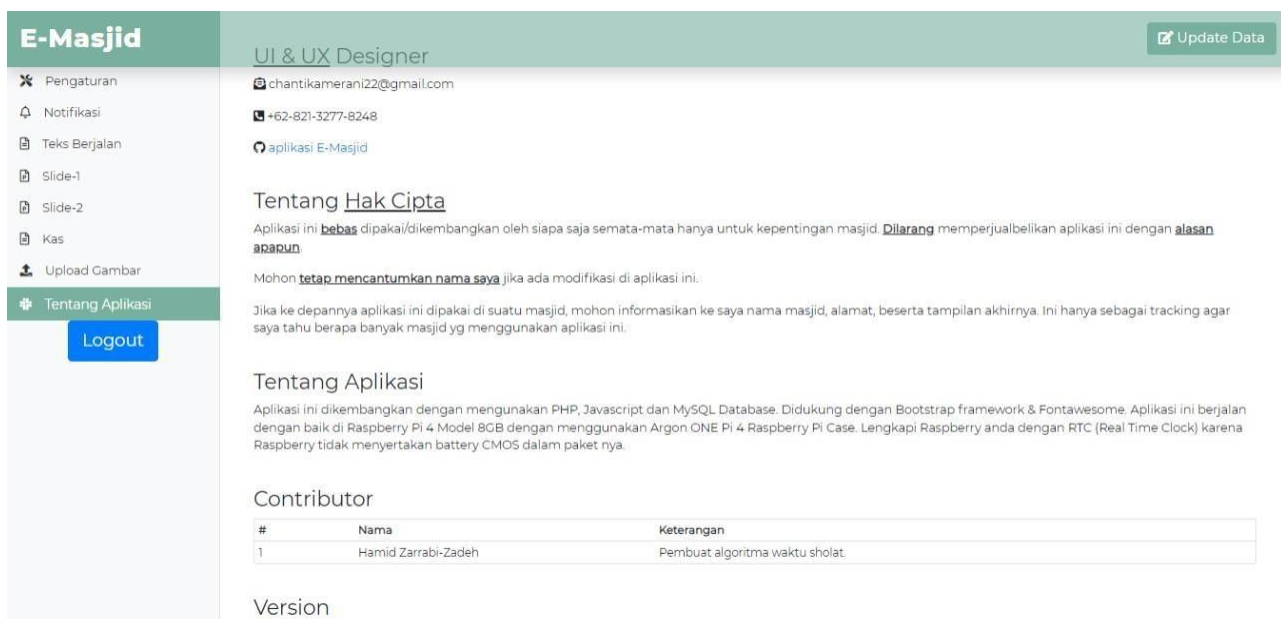 E-Masjid
Update Data
Pengaturan
Notifikasi
Teks Berjalan
Slide-1
Slide-2
Kas
Upload Gambar
Tentang Aplikasi
Logout
UI & UX Designer
chantikamerani22@gmail.com
+62-821-3277-8248
aplikasi E-Masjid
Tentang Hak Cipta
Aplikasi ini bebas dipakai/dikembangkan oleh siapa saja semata-mata hanya untuk kepentingan masjid. Dilarang memperjualbelikan aplikasi ini dengan alasan
apapun.
Mohon tetap mencantumkan nama saya jika ada modifikasi di aplikasi ini.
Jika ke depannya aplikasi ini dipakai di suatu masjid, mohon informasikan ke saya nama masjid, alamat, beserta tampilan akhirnya. Ini hanya sebagai tracking agar
saya tahu berapa banyak masjid yg menggunakan aplikasi ini.
Tentang Aplikasi
Aplikasi ini dikembangkan dengan mengunakan PHP, Javascript dan MySQL Database. Didukung dengan Bootstrap framework & Fontawesome. Aplikasi ini berjalan
dengan baik di Raspberry Pi 4 Model 8GB dengan menggunakan Argon ONE Pi 4 Raspberry Pi Case. Lengkapi Raspberry anda dengan RTC (Real Time Clock) karena
Raspberry tidak menyertakan battery CMOS dalam paket nya.
Contributor
# Nama Keterangan
1 Hamid Zarrabi-Zadeh Pembuat algoritma waktu sholat.
Version